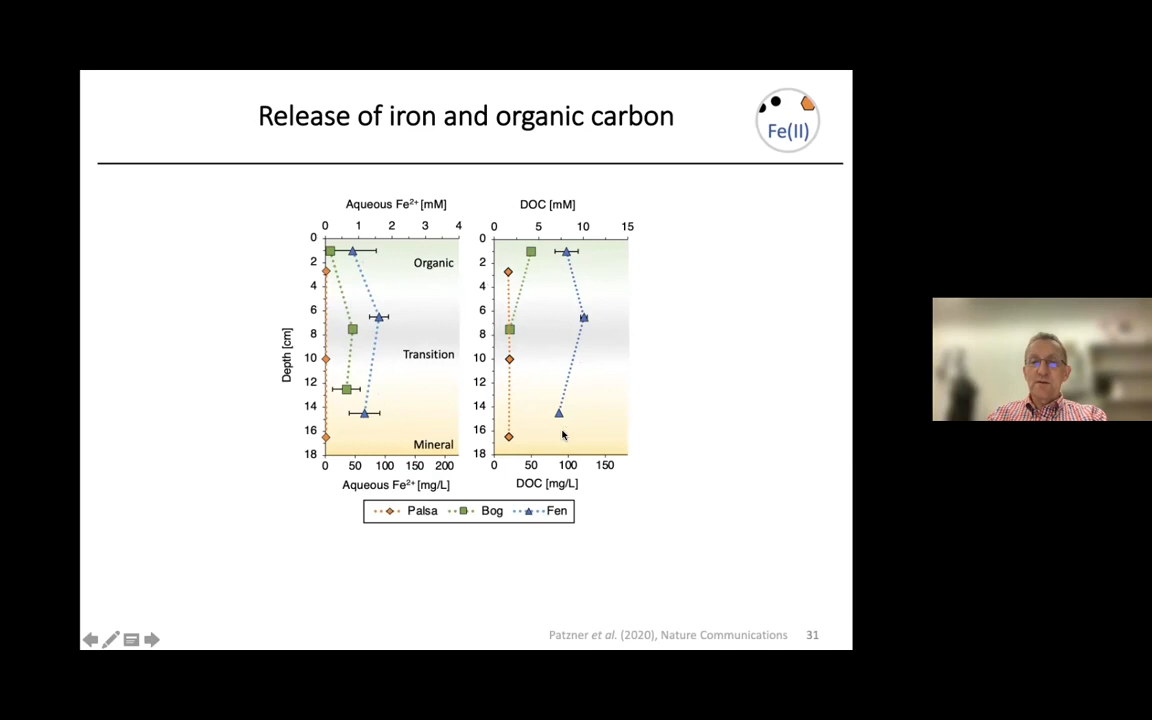 Release of iron and organic carbon
Fe(II)
Aqueous Fe²⁺ [mM]
0 1 2 3 4
0
2
4
6
8
10
12
14
16
18
Depth [cm]
Organic
Transition
Mineral
0 50 100 150 200
Aqueous Fe²⁺ [mg/L]
DOC [mM]
0 5 10 15
0
2
4
6
8
10
12
14
16
18
0 50 100 150
DOC [mg/L]
Palsa Bog Fen
Patzner et al. (2020), Nature Communications 31